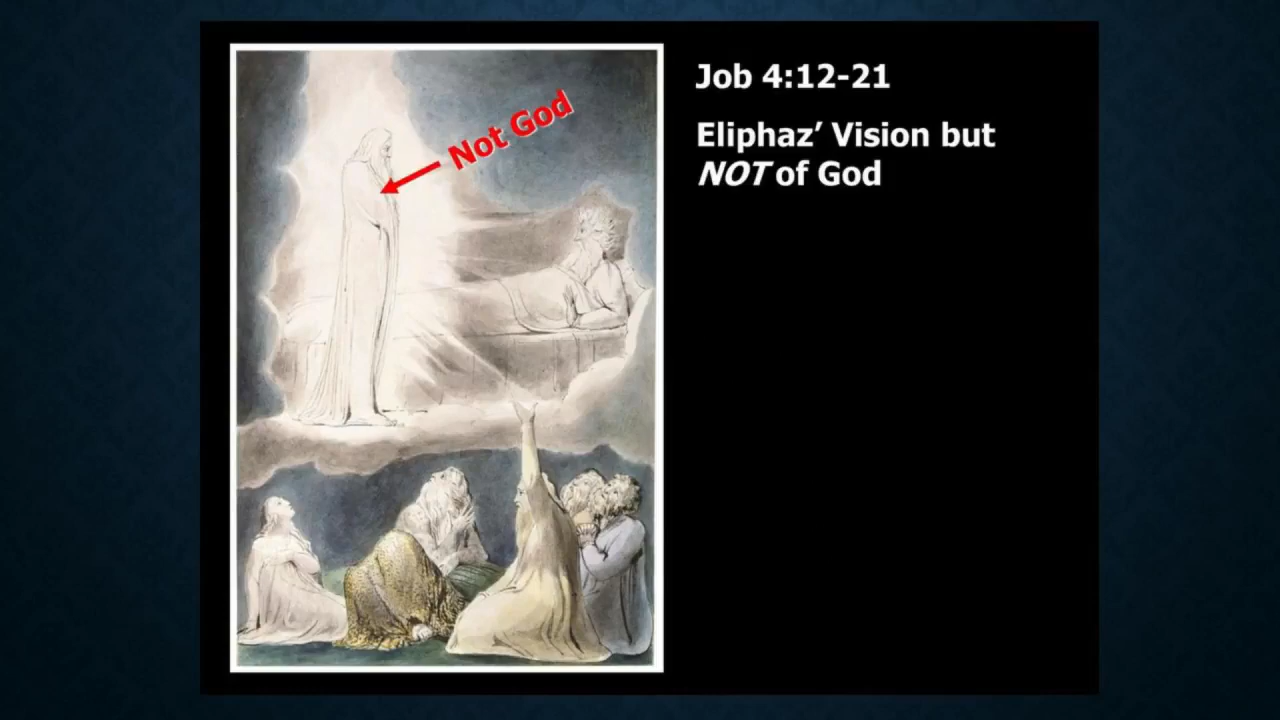 Not God
Job 4:12-21
Eliphaz’ Vision but
NOT of God